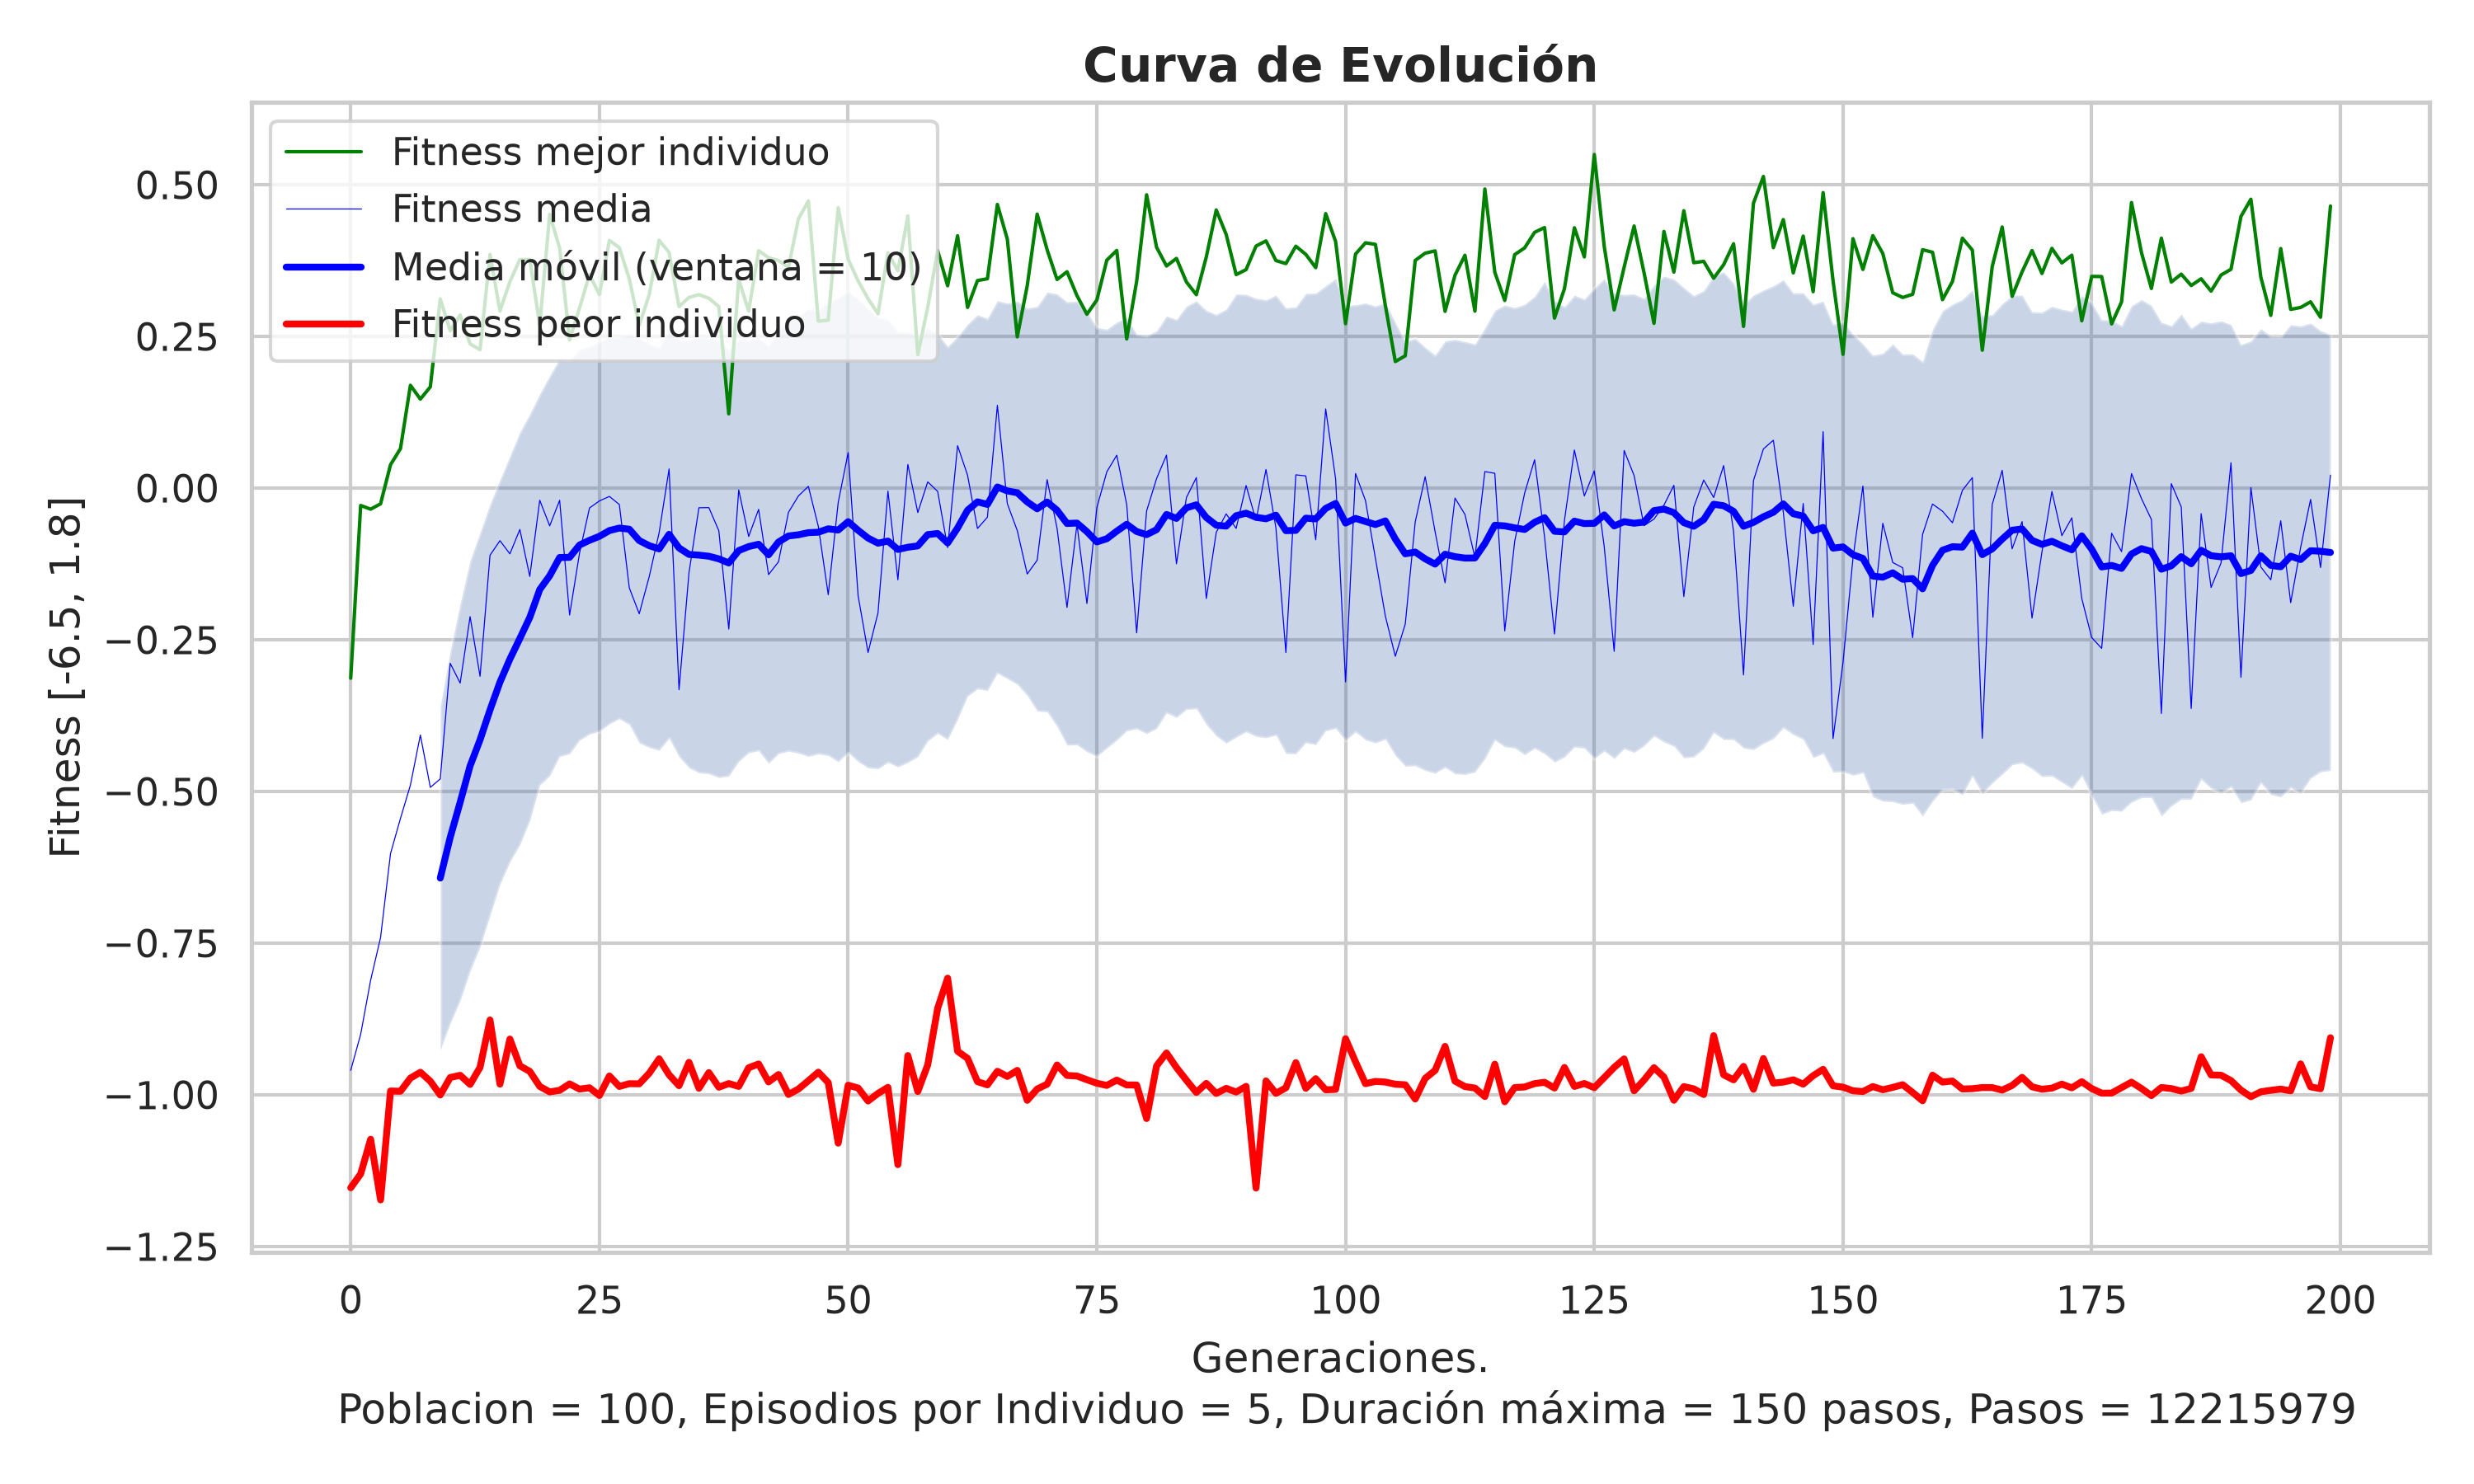 Curva de Evolución
Fitness mejor individuo
Fitness media
Media móvil (ventana = 10)
Fitness peor individuo
Fitness [-6.5, 1.8]
0.50
0.25
0.00
−0.25
−0.50
−0.75
−1.00
−1.25
0 25 50 75 100 125 150 175 200
Generaciones.
Poblacion = 100, Episodios por Individuo = 5, Duración máxima = 150 pasos, Pasos = 12215979